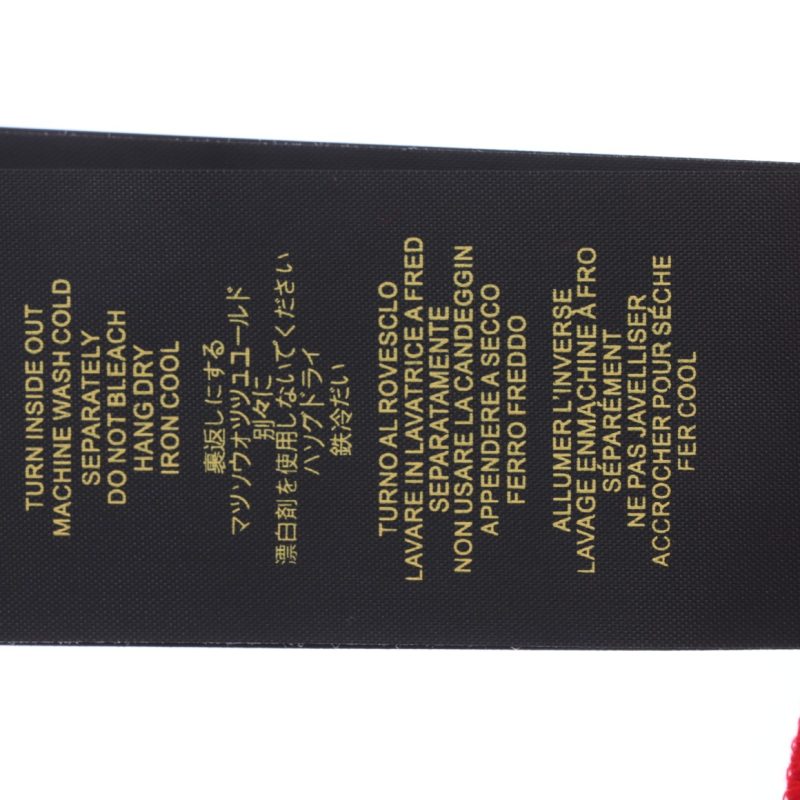 TURN INSIDE OUT
MACHINE WASH COLD
SEPARATELY
DO NOT BLEACH
HANG DRY
IRON COOL
裏返しにする
マツソウォッツュユールド
別々に
漂白剤を使用しないでください
ハソグドライ
鉄冷だい
TURNO AL ROVESCLO
LAVARE IN LAVATRICE A FRED
SEPARATAMENTE
NON USARE LA CANDEGGIN
APPENDERE A SECCO
FERRO FREDDO
ALLUMER L'INVERSE
LAVAGE ENMACHINE À FRO
SÉPARÉMENT
NE PAS JAVELLISER
ACCROCHER POUR SÉCHE
FER COOL